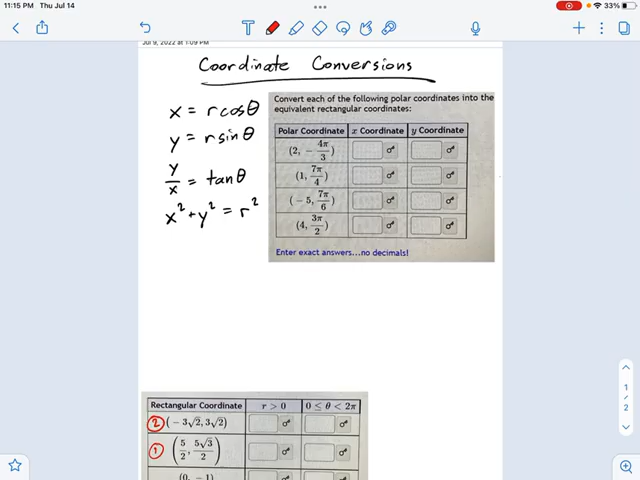 11:15 PM Thu Jul 14
33%
Jul 9, 2022 at 1:09 PM
Coordinate Conversions
x = r cosθ
y = r sinθ
y/x = tanθ
x² + y² = r²
Convert each of the following polar coordinates into the
equivalent rectangular coordinates:
Polar Coordinate x Coordinate y Coordinate
(2, −4π/3)
(1, 7π/4)
(−5, 7π/6)
(4, 3π/2)
Enter exact answers...no decimals!
Rectangular Coordinate r > 0 0 ≤ θ < 2π
② (−3√2, 3√2)
① (5/2, 5√3/2)
(0, −1)
1
/
2